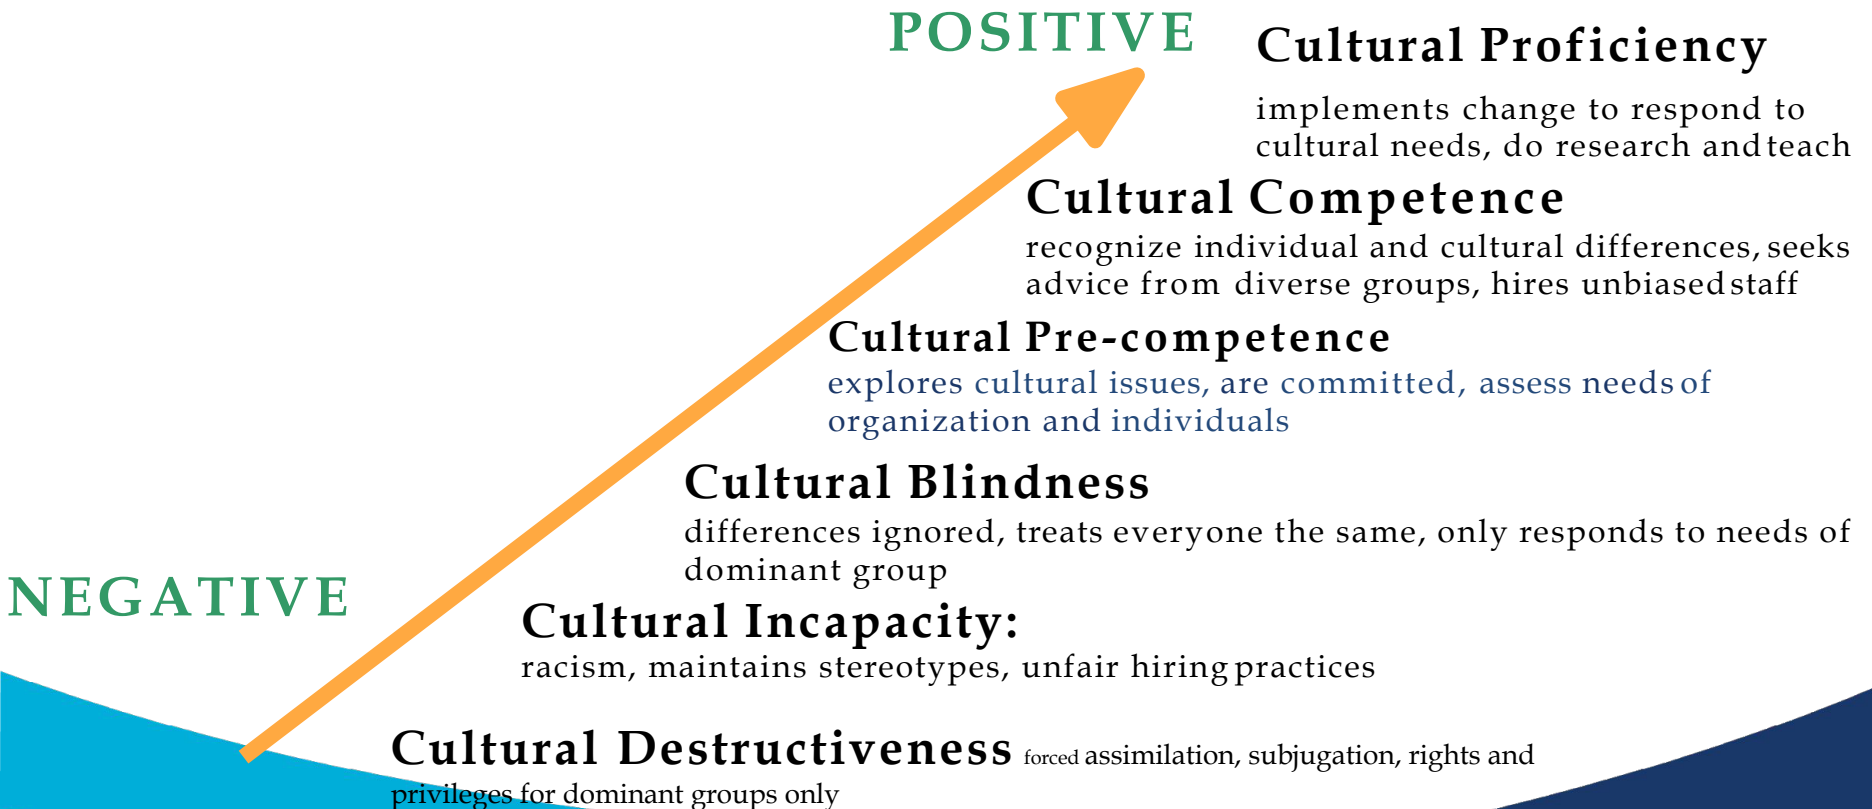 POSITIVE
Cultural Proficiency
implements change to respond to
cultural needs, do research and teach
Cultural Competence
recognize individual and cultural differences, seeks
advice from diverse groups, hires unbiased staff
Cultural Pre-competence
explores cultural issues, are committed, assess needs of
organization and individuals
Cultural Blindness
differences ignored, treats everyone the same, only responds to needs of
dominant group
NEGATIVE
Cultural Incapacity:
racism, maintains stereotypes, unfair hiring practices
Cultural Destructiveness forced assimilation, subjugation, rights and
privileges for dominant groups only